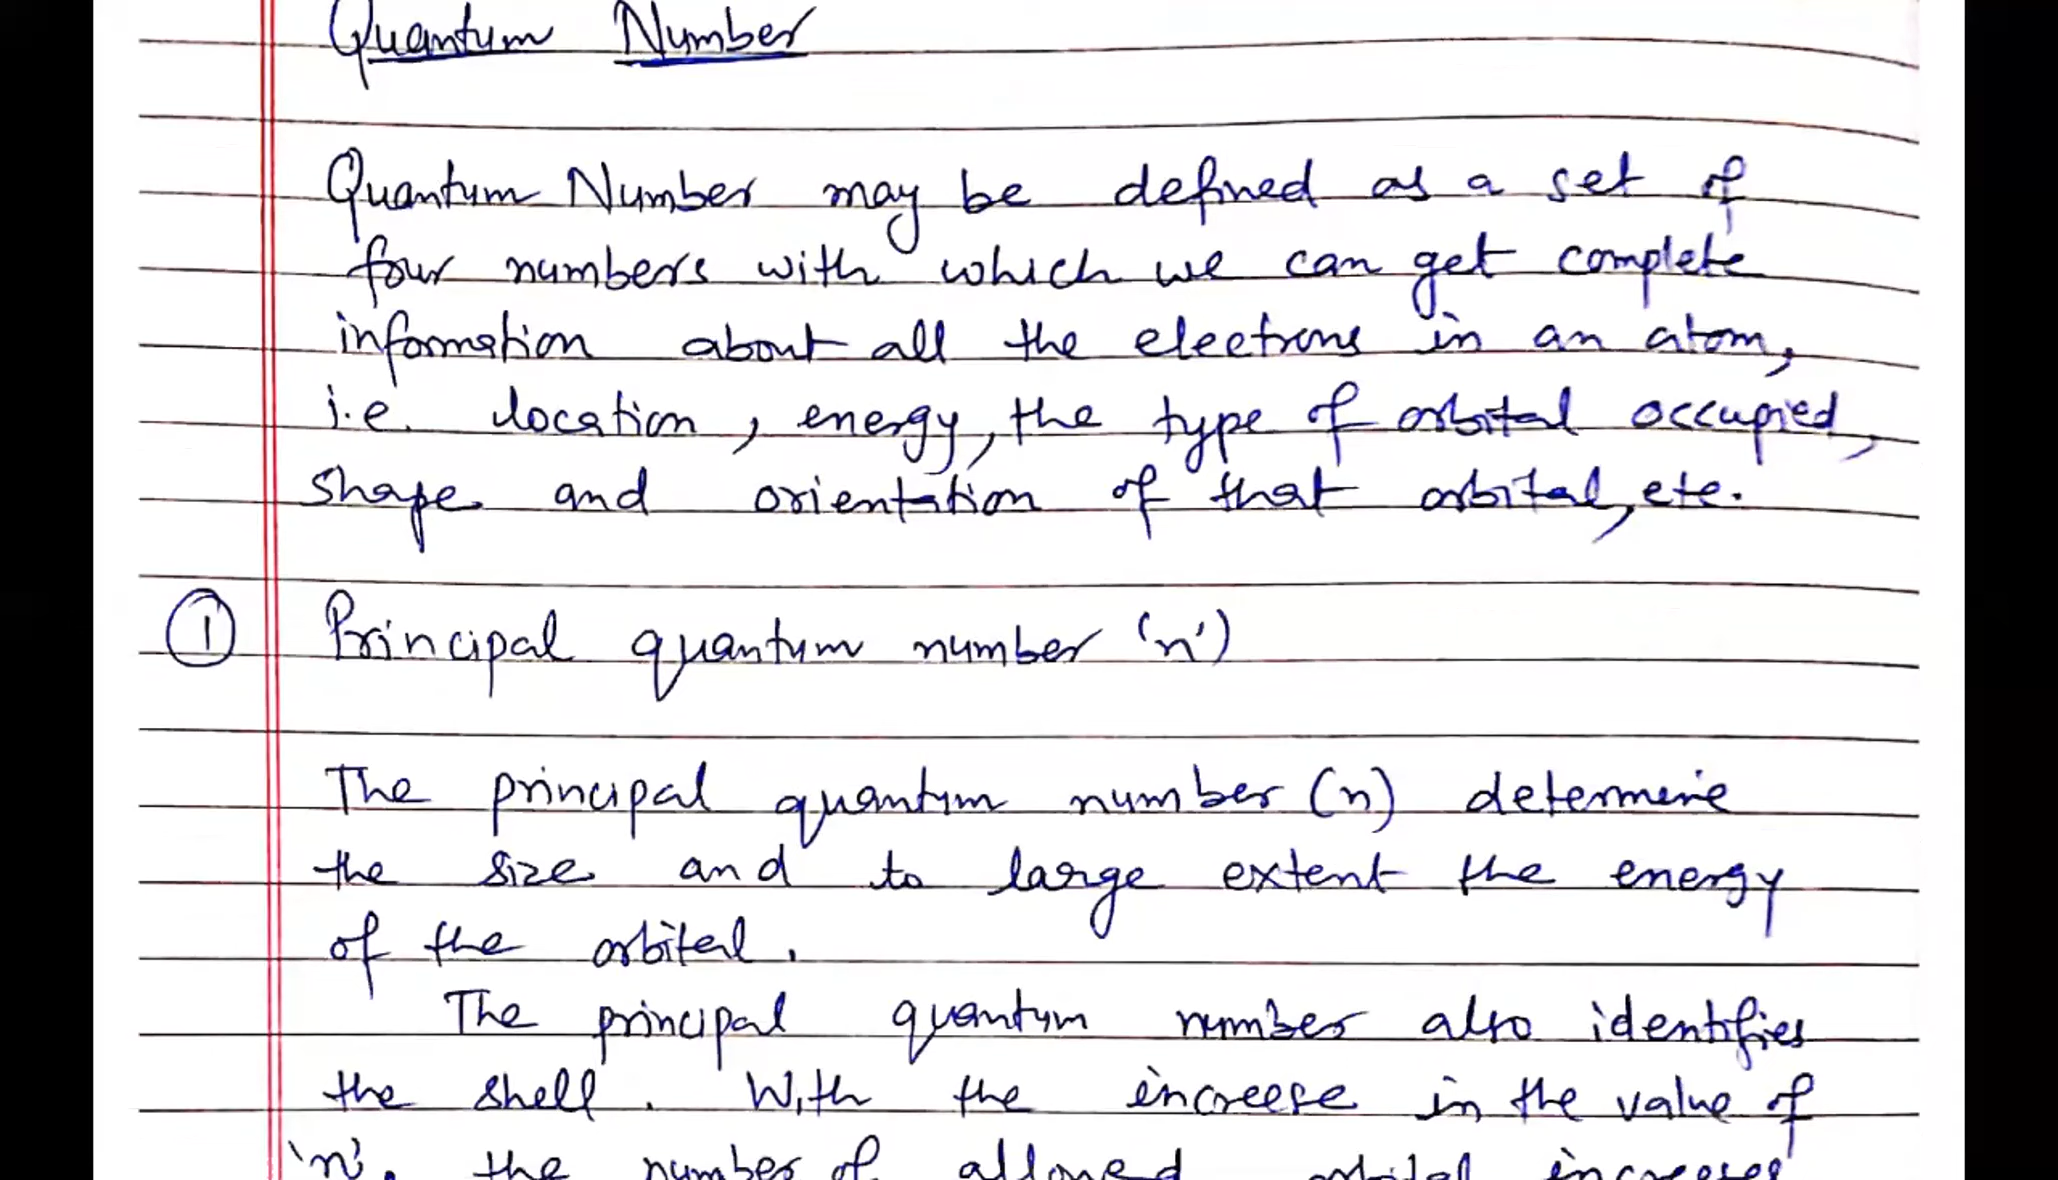 Quantum Number
Quantum Number may be defined as a set of
four numbers with which we can get complete
information about all the electrons in an atom,
i.e. location, energy, the type of orbital occupied,
shape and orientation of that orbital, etc.
① Principal quantum number ('n')
The principal quantum number (n) determine
the size and to large extent the energy
of the orbital.
The principal quantum number also identifies
the shell. With the increase in the value of
'n', the number of allowed orbital increases